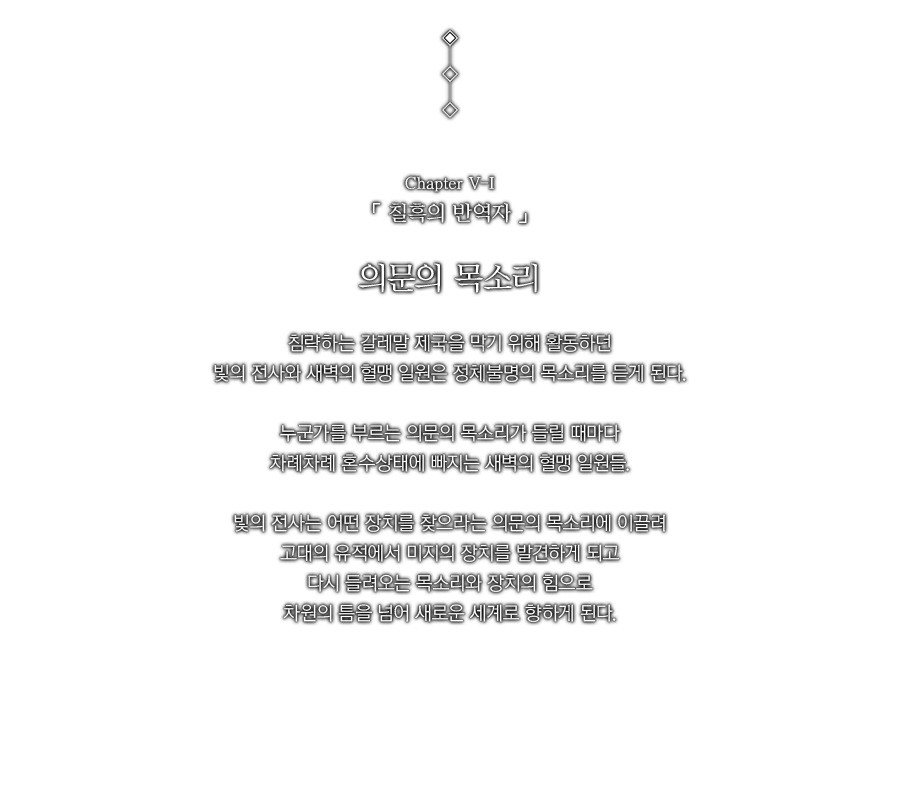 Chapter V-I
「 칠흑의 반역자 」
의문의 목소리
침략하는 갈레말 제국을 막기 위해 활동하던
빛의 전사와 새벽의 혈맹 일원은 정체불명의 목소리를 듣게 된다.
누군가를 부르는 의문의 목소리가 들릴 때마다
차례차례 혼수상태에 빠지는 새벽의 혈맹 일원들.
빛의 전사는 어떤 장치를 찾으라는 의문의 목소리에 이끌려
고대의 유적에서 미지의 장치를 발견하게 되고
다시 들려오는 목소리와 장치의 힘으로
차원의 틈을 넘어 새로운 세계로 향하게 된다.